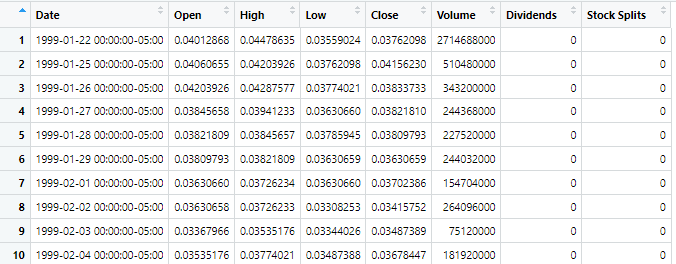 Date Open High Low Close Volume Dividends Stock Splits
1 1999-01-22 00:00:00-05:00 0.04012868 0.04478635 0.03559024 0.03762098 2714688000 0 0
2 1999-01-25 00:00:00-05:00 0.04060655 0.04203926 0.03762098 0.04156230 510480000 0 0
3 1999-01-26 00:00:00-05:00 0.04203926 0.04287577 0.03774021 0.03833733 343200000 0 0
4 1999-01-27 00:00:00-05:00 0.03845658 0.03941233 0.03630660 0.03821810 244368000 0 0
5 1999-01-28 00:00:00-05:00 0.03821809 0.03845657 0.03785945 0.03809793 227520000 0 0
6 1999-01-29 00:00:00-05:00 0.03809793 0.03821809 0.03630659 0.03630659 244032000 0 0
7 1999-02-01 00:00:00-05:00 0.03630660 0.03726234 0.03630660 0.03702386 154704000 0 0
8 1999-02-02 00:00:00-05:00 0.03630658 0.03726233 0.03308253 0.03415752 264096000 0 0
9 1999-02-03 00:00:00-05:00 0.03367966 0.03535176 0.03344026 0.03487389 75120000 0 0
10 1999-02-04 00:00:00-05:00 0.03535176 0.03774021 0.03487388 0.03678447 181920000 0 0